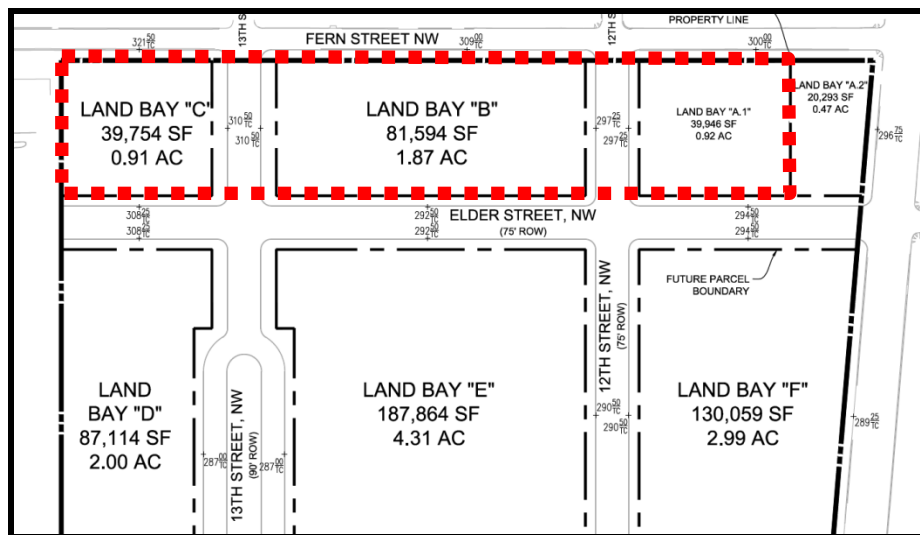 PROPERTY LINE
13TH S
12TH S
FERN STREET NW
321 50 TC
309 00 TC
300 00 TC
LAND BAY "C"
39,754 SF
0.91 AC
310 50 TC
310 50 TC
LAND BAY "B"
81,594 SF
1.87 AC
297 25 TC
297 25 TC
LAND BAY "A.1"
39,946 SF
0.92 AC
LAND BAY "A.2"
20,293 SF
0.47 AC
296 75 TC
308 25 TC
308 25 TC
292 50 TC
292 50 TC
ELDER STREET, NW
(75' ROW)
294 50 TC
294 50 TC
FUTURE PARCEL
BOUNDARY
LAND
BAY "D"
87,114 SF
2.00 AC
287 00 TC
287 00 TC
13TH STREET, NW
(90' ROW)
LAND BAY "E"
187,864 SF
4.31 AC
12TH STREET, NW
(75' ROW)
290 50 TC
290 50 TC
LAND BAY "F"
130,059 SF
2.99 AC
289 25 TC